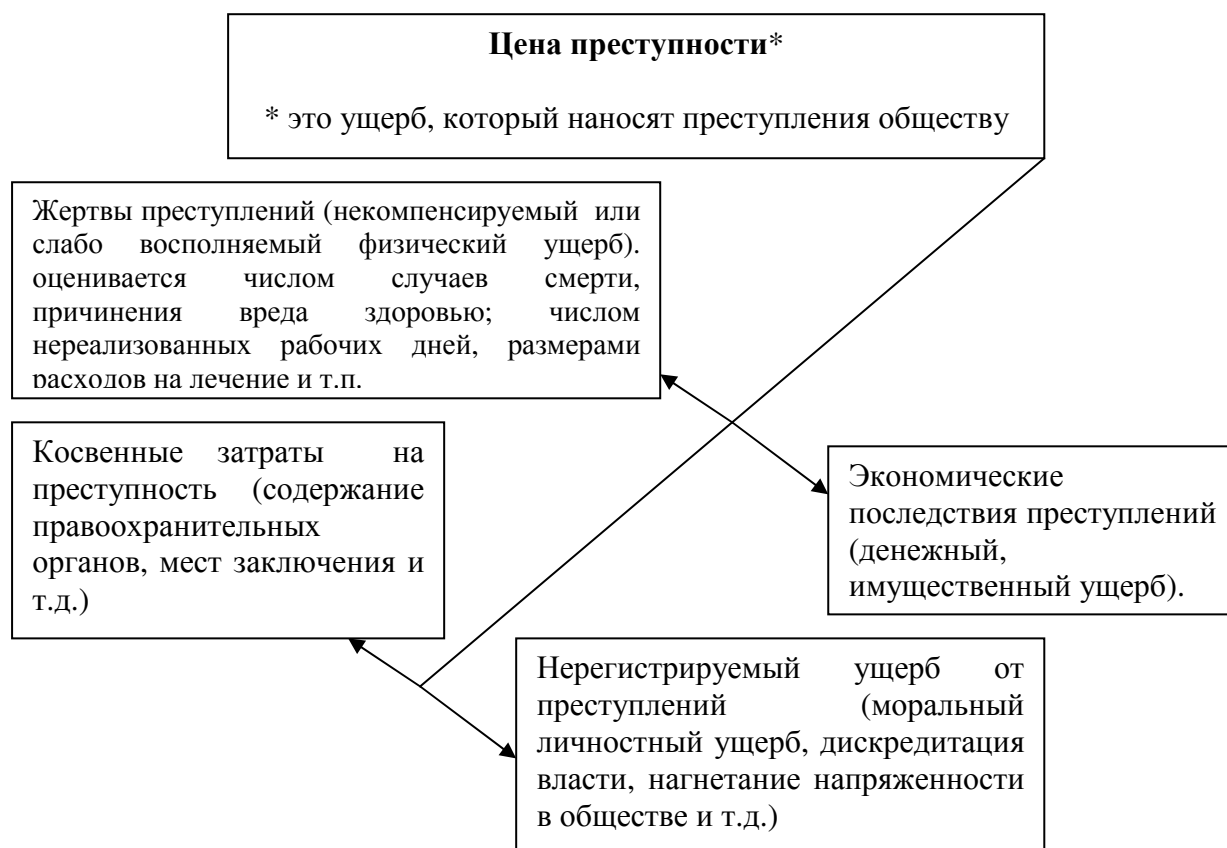 Цена преступности*
* это ущерб, который наносят преступления обществу
Жертвы преступлений (некомпенсируемый или
слабо восполняемый физический ущерб).
оценивается числом случаев смерти,
причинения вреда здоровью; числом
нереализованных рабочих дней, размерами
расходов на лечение и т.п.
Косвенные затраты на
преступность (содержание
правоохранительных
органов, мест заключения и
т.д.)
Экономические
последствия преступлений
(денежный,
имущественный ущерб).
Нерегистрируемый ущерб от
преступлений (моральный
личностный ущерб, дискредитация
власти, нагнетание напряженности
в обществе и т.д.)